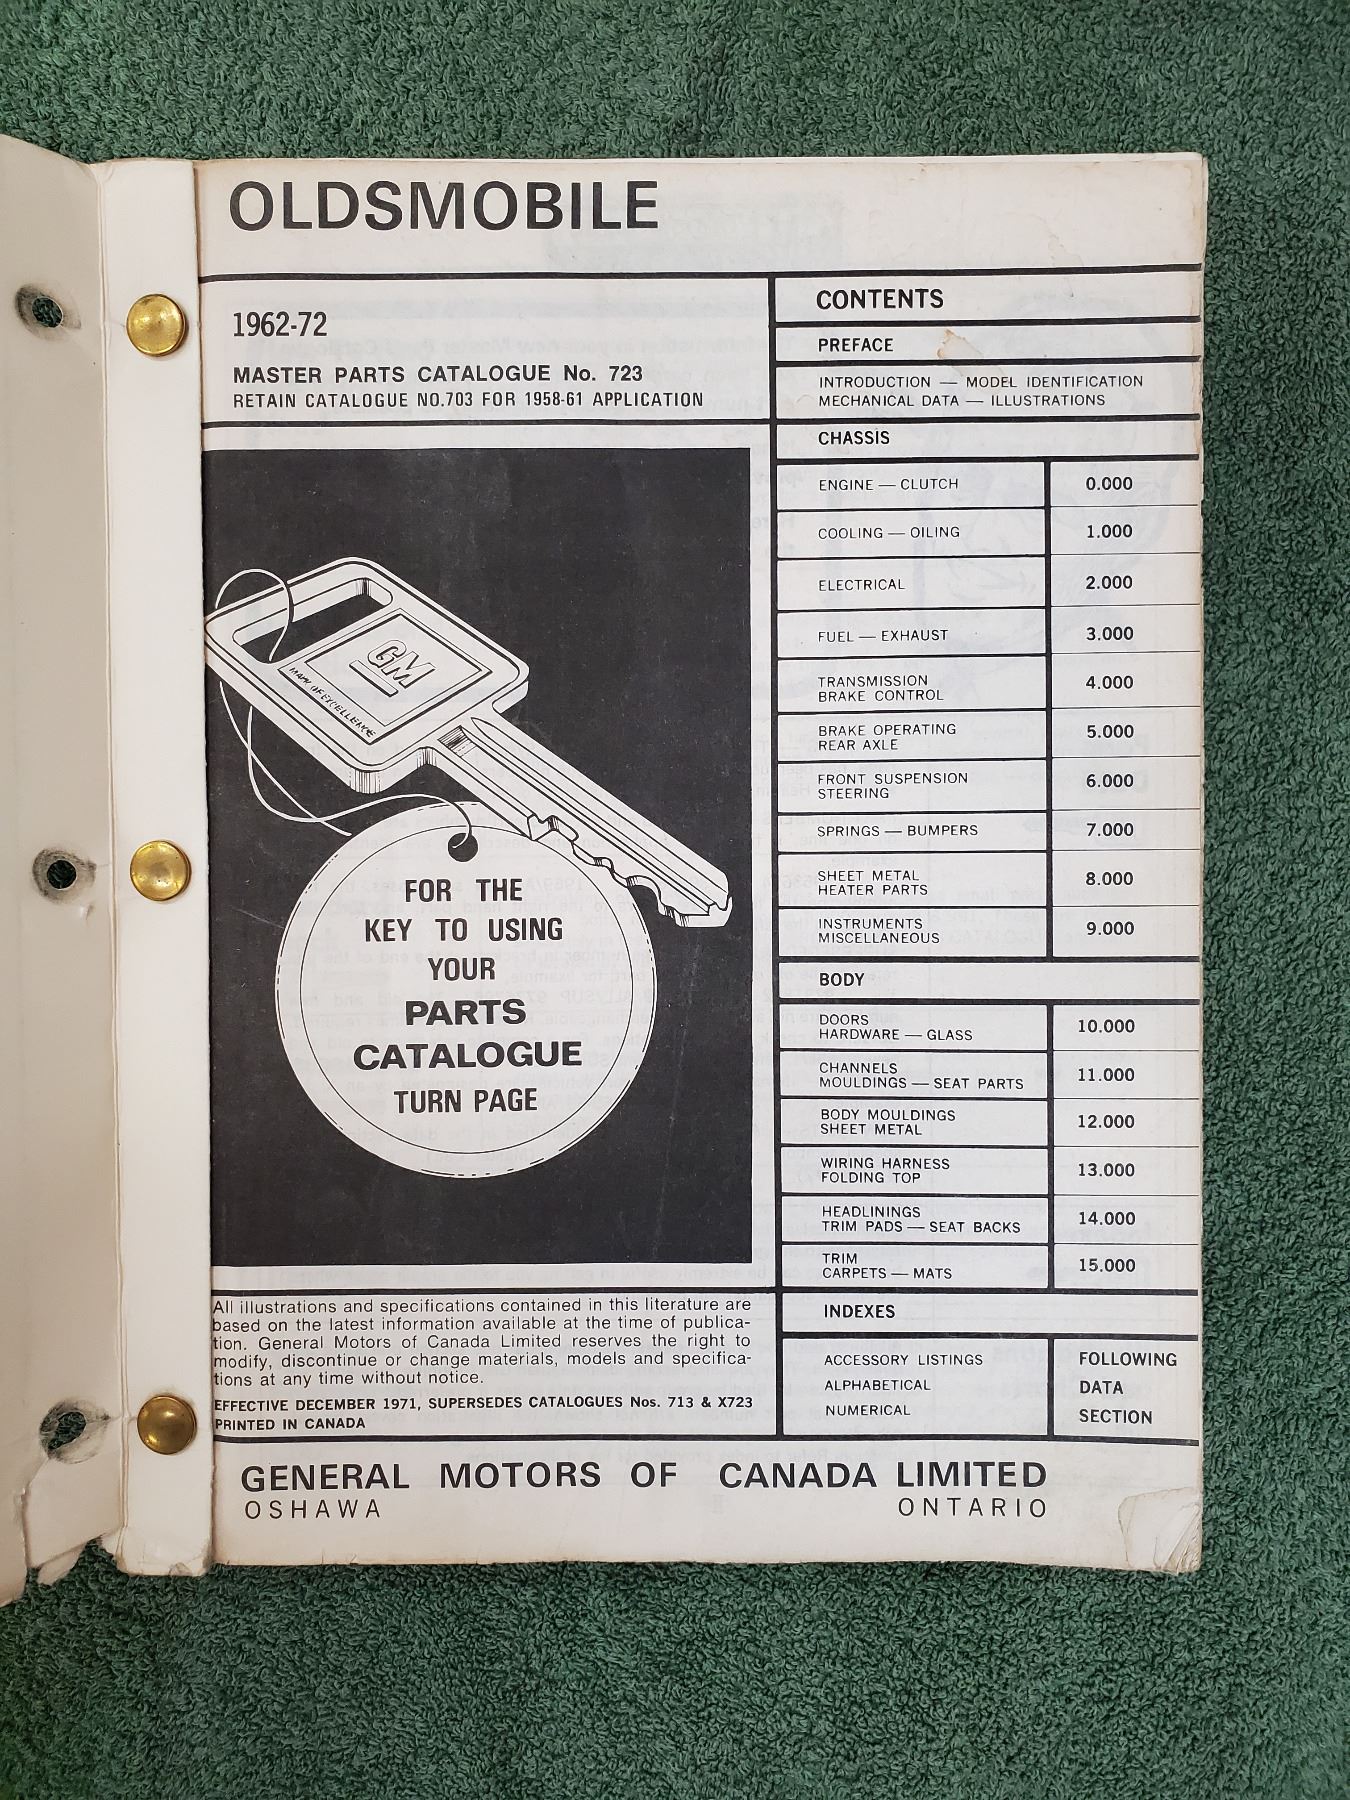 OLDSMOBILE
1962-72
MASTER PARTS CATALOGUE No. 723
RETAIN CATALOGUE NO.703 FOR 1958-61 APPLICATION
GM
MARK OF EXCELLENCE
FOR THE
KEY TO USING
YOUR
PARTS
CATALOGUE
TURN PAGE
All illustrations and specifications contained in this literature are
based on the latest information available at the time of publica-
tion. General Motors of Canada Limited reserves the right to
modify, discontinue or change materials, models and specifica-
tions at any time without notice.
EFFECTIVE DECEMBER 1971, SUPERSEDES CATALOGUES Nos. 713 & X723
PRINTED IN CANADA
CONTENTS
PREFACE
INTRODUCTION — MODEL IDENTIFICATION
MECHANICAL DATA — ILLUSTRATIONS
CHASSIS
ENGINE — CLUTCH 0.000
COOLING — OILING 1.000
ELECTRICAL 2.000
FUEL — EXHAUST 3.000
TRANSMISSION
BRAKE CONTROL 4.000
BRAKE OPERATING
REAR AXLE 5.000
FRONT SUSPENSION
STEERING 6.000
SPRINGS — BUMPERS 7.000
SHEET METAL
HEATER PARTS 8.000
INSTRUMENTS
MISCELLANEOUS 9.000
BODY
DOORS
HARDWARE — GLASS 10.000
CHANNELS
MOULDINGS — SEAT PARTS 11.000
BODY MOULDINGS
SHEET METAL 12.000
WIRING HARNESS
FOLDING TOP 13.000
HEADLININGS
TRIM PADS — SEAT BACKS 14.000
TRIM
CARPETS — MATS 15.000
INDEXES
ACCESSORY LISTINGS FOLLOWING
ALPHABETICAL DATA
NUMERICAL SECTION
GENERAL MOTORS OF CANADA LIMITED
OSHAWA ONTARIO